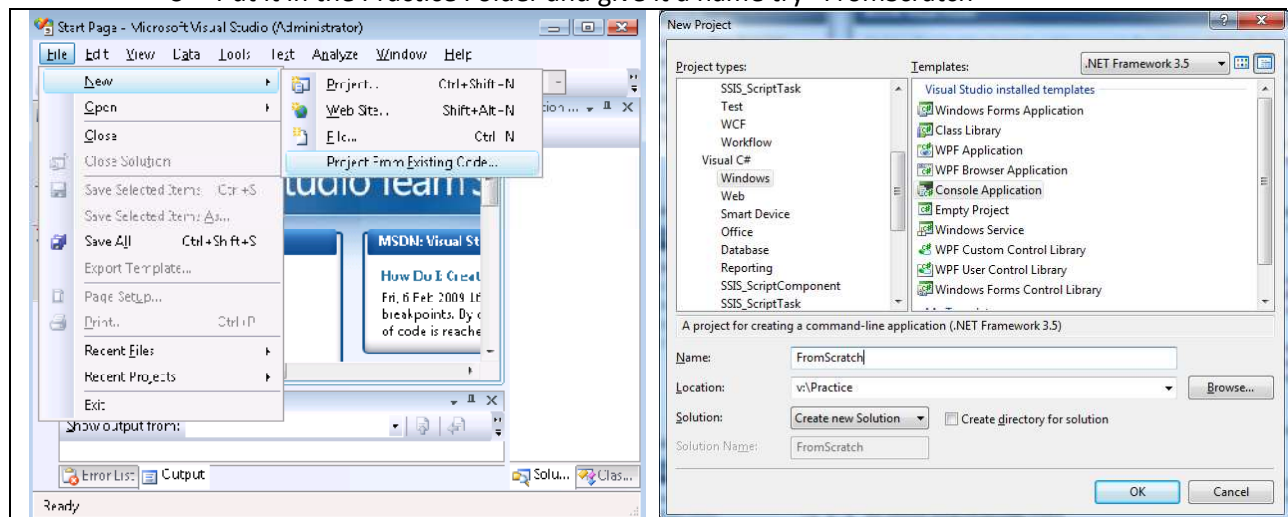 Put it in the Practice Folder and give it a name try "FromScratch"
Start Page - Microsoft Visual Studio (Administrator)
File Edit View Data Tools Test Analyze Window Help
New
Open
Close
Close Solution
Save Selected Items Ctrl+S
Save Selected Items As...
Save All Ctrl+Shift+S
Export Template...
Page Setup...
Print... Ctrl+P
Recent Files
Recent Projects
Exit
Project... Ctrl+Shift+N
Web Site... Shift+Alt+N
File... Ctrl+N
Project From Existing Code...
tudio Team S
MSDN: Visual St
How Do I: Creat
Fri, 6 Feb 2009 16
breakpoints. By
of code is reache
Show output from:
Error List Output
Solu... Clas...
Ready
New Project
Project types:
SSIS_ScriptTask
Test
WCF
Workflow
Visual C#
Windows
Web
Smart Device
Office
Database
Reporting
SSIS_ScriptComponent
SSIS_ScriptTask
Templates: .NET Framework 3.5
Visual Studio installed templates
Windows Forms Application
Class Library
WPF Application
WPF Browser Application
Console Application
Empty Project
Windows Service
WPF Custom Control Library
WPF User Control Library
Windows Forms Control Library
A project for creating a command-line application (.NET Framework 3.5)
Name: FromScratch
Location: v:\Practice Browse...
Solution: Create new Solution Create directory for solution
Solution Name: FromScratch
OK Cancel